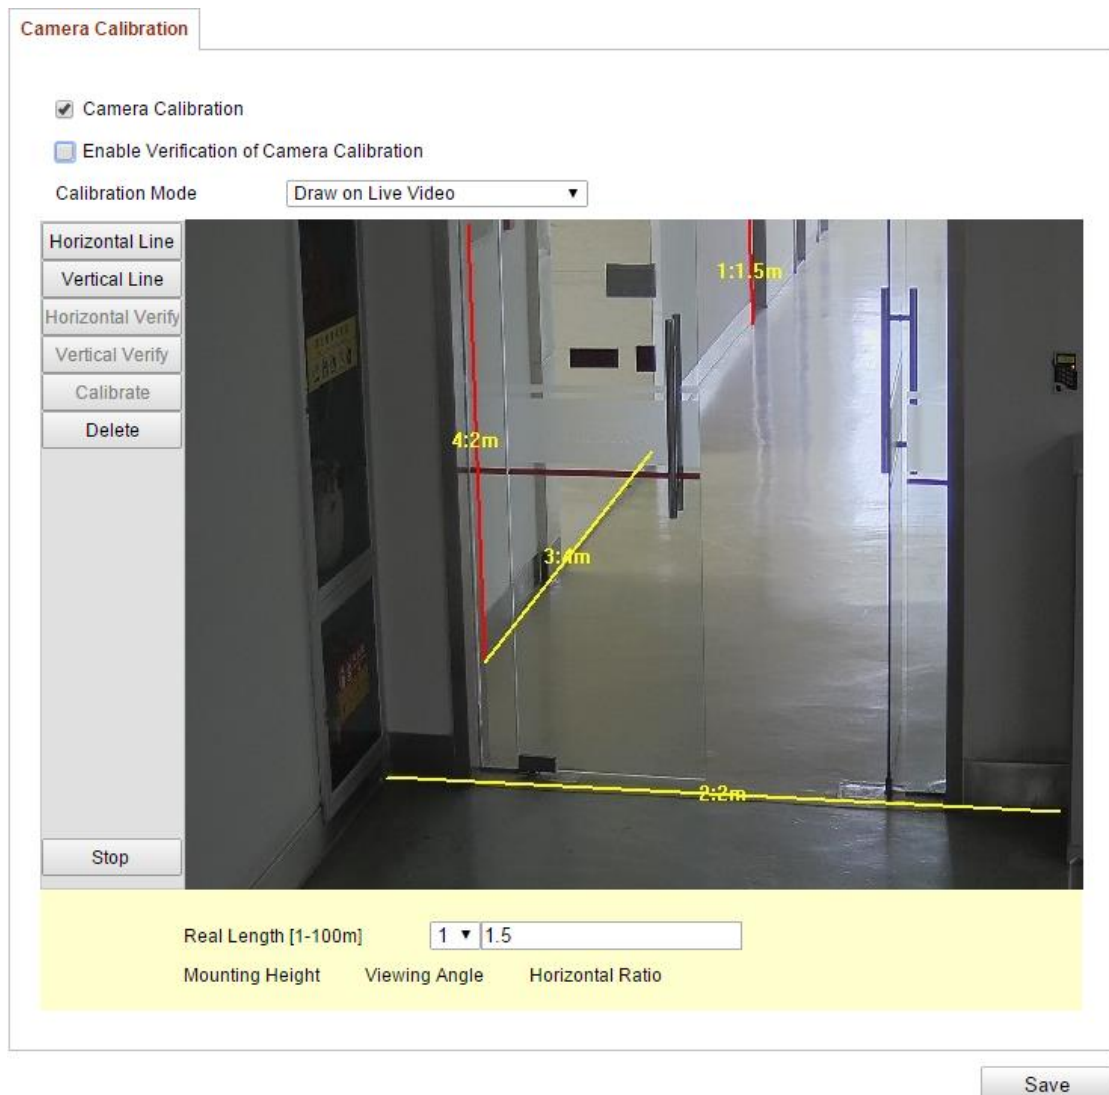 Camera Calibration
Camera Calibration
Enable Verification of Camera Calibration
Calibration Mode Draw on Live Video
Horizontal Line
Vertical Line
Horizontal Verify
Vertical Verify
Calibrate
Delete
1:1.5m
4:2m
3:4m
2:2m
Stop
Real Length [1-100m] 1 1.5
Mounting Height Viewing Angle Horizontal Ratio
Save